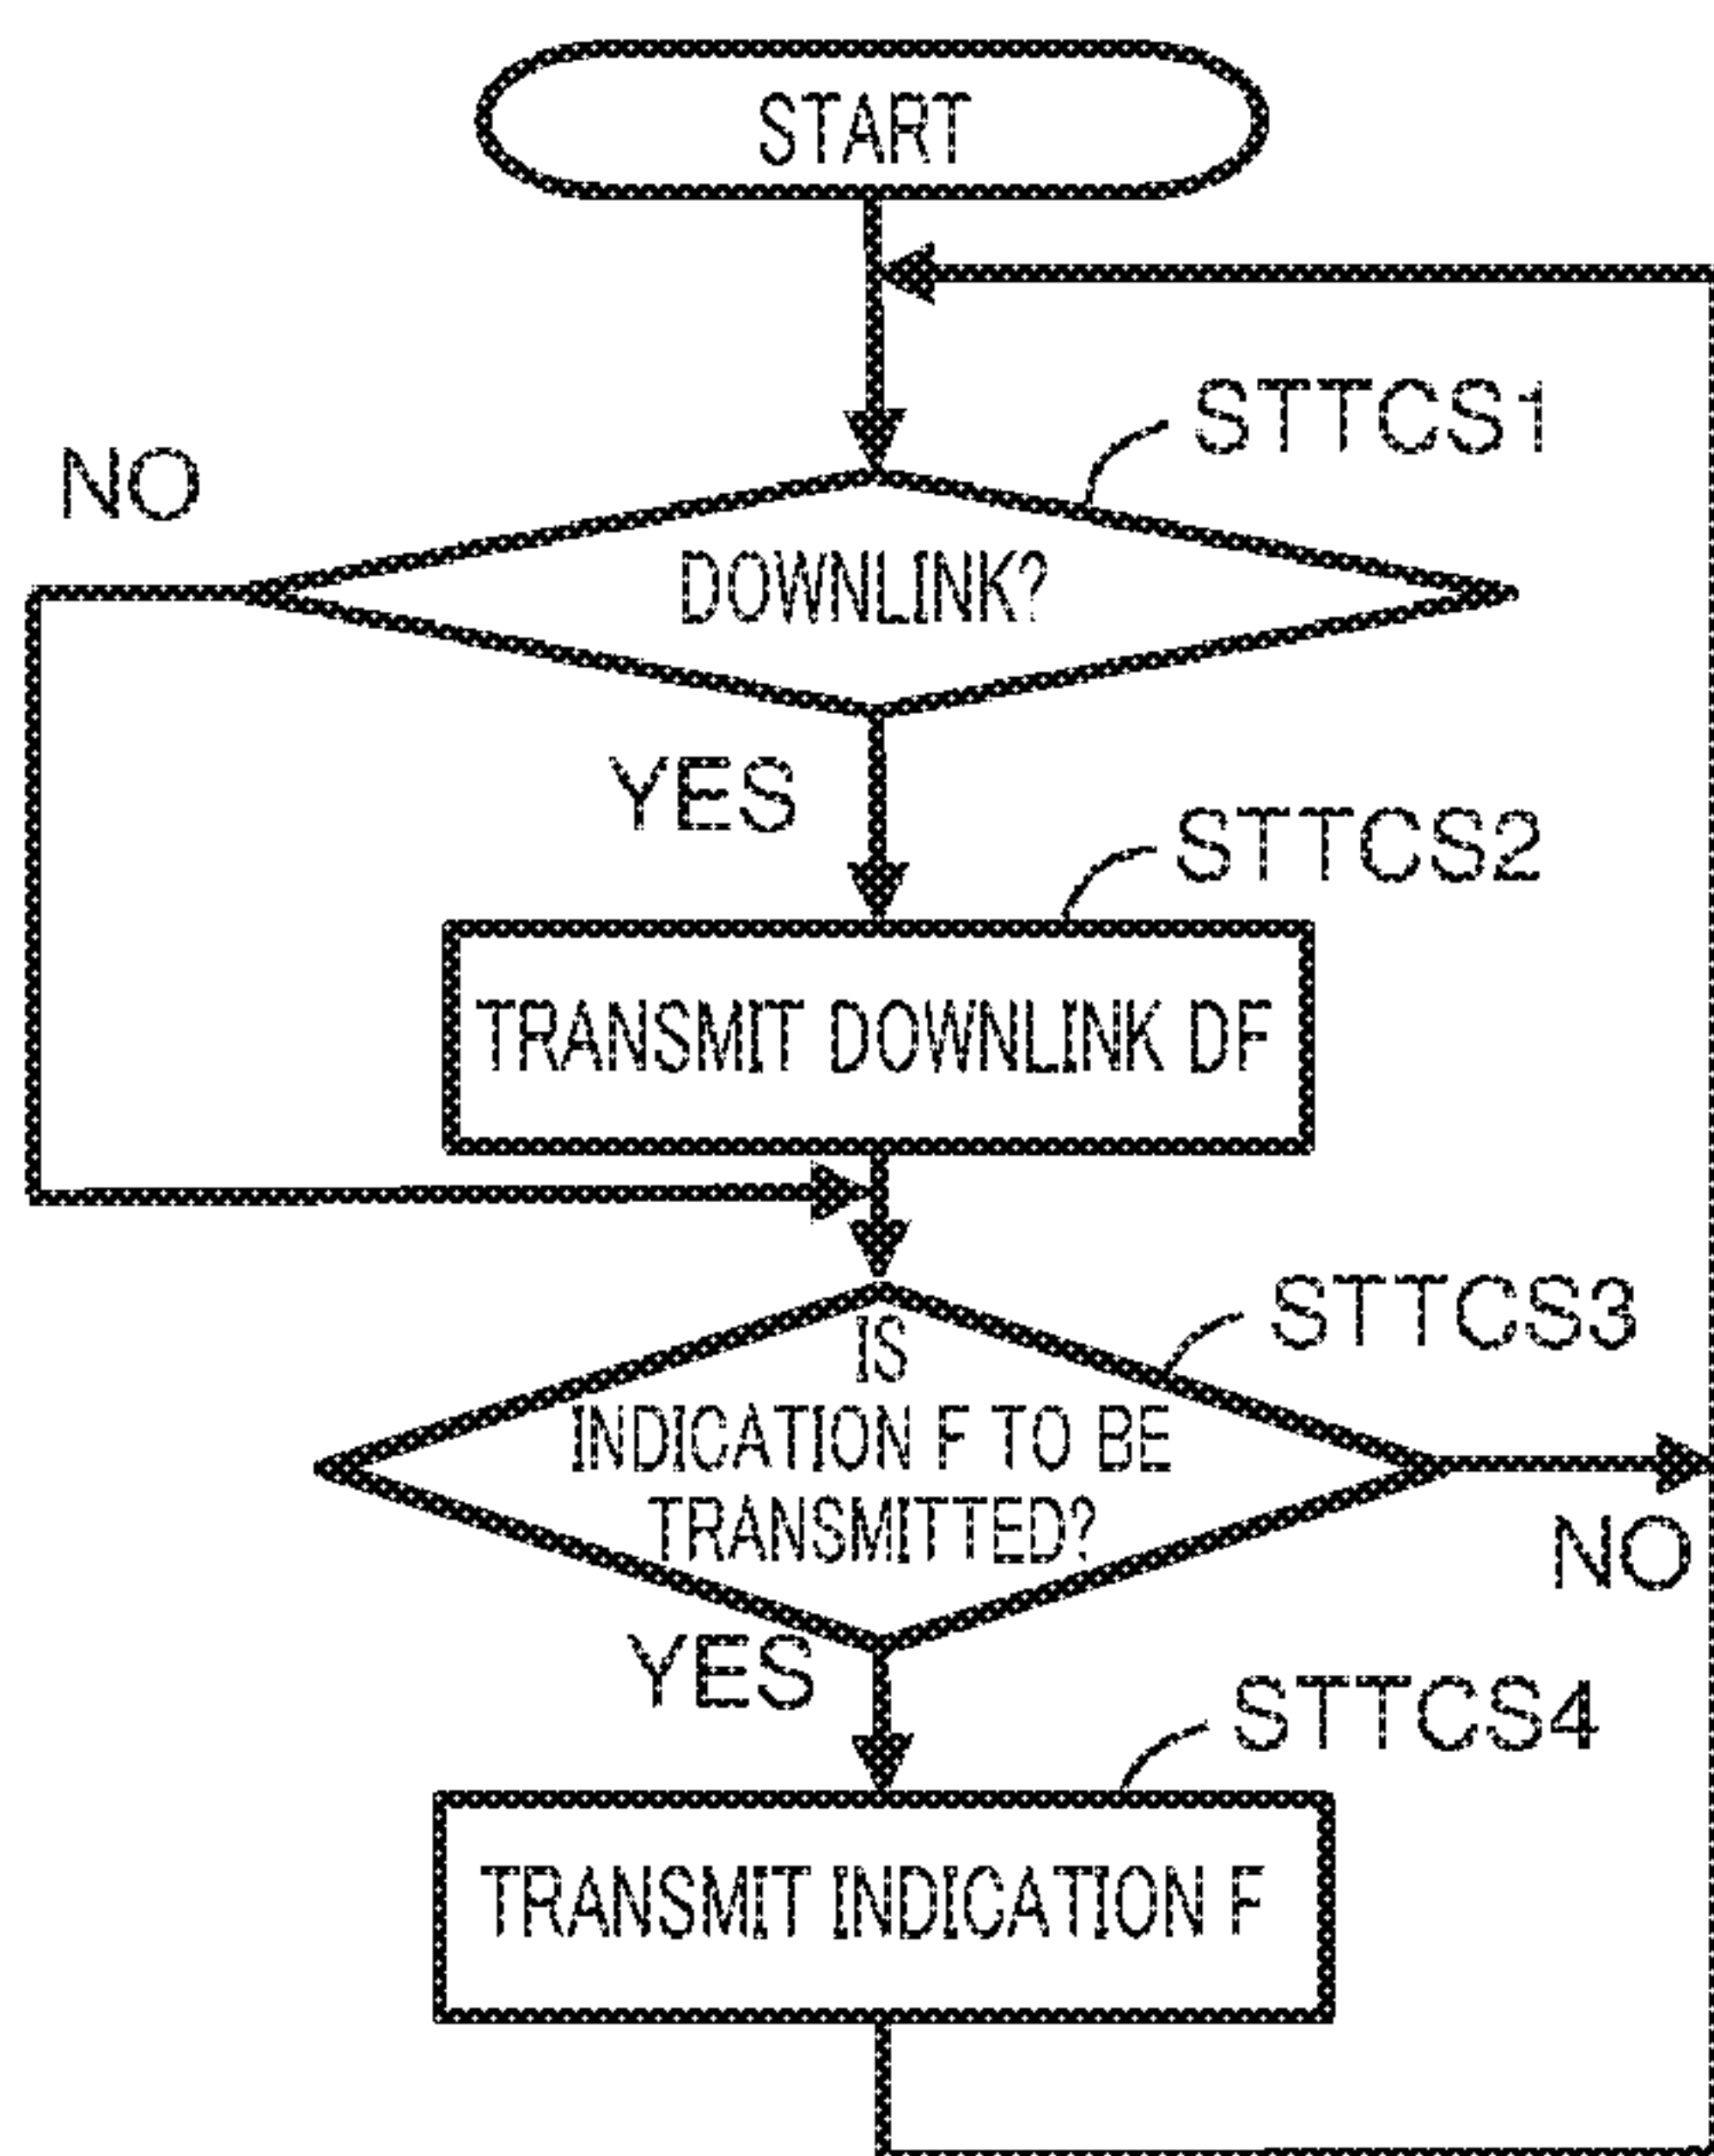 START
STTCS1
NO
DOWNLINK?
YES
STTCS2
TRANSMIT DOWNLINK DF
STTCS3
IS
INDICATION F TO BE
TRANSMITTED?
NO
YES
STTCS4
TRANSMIT INDICATION F